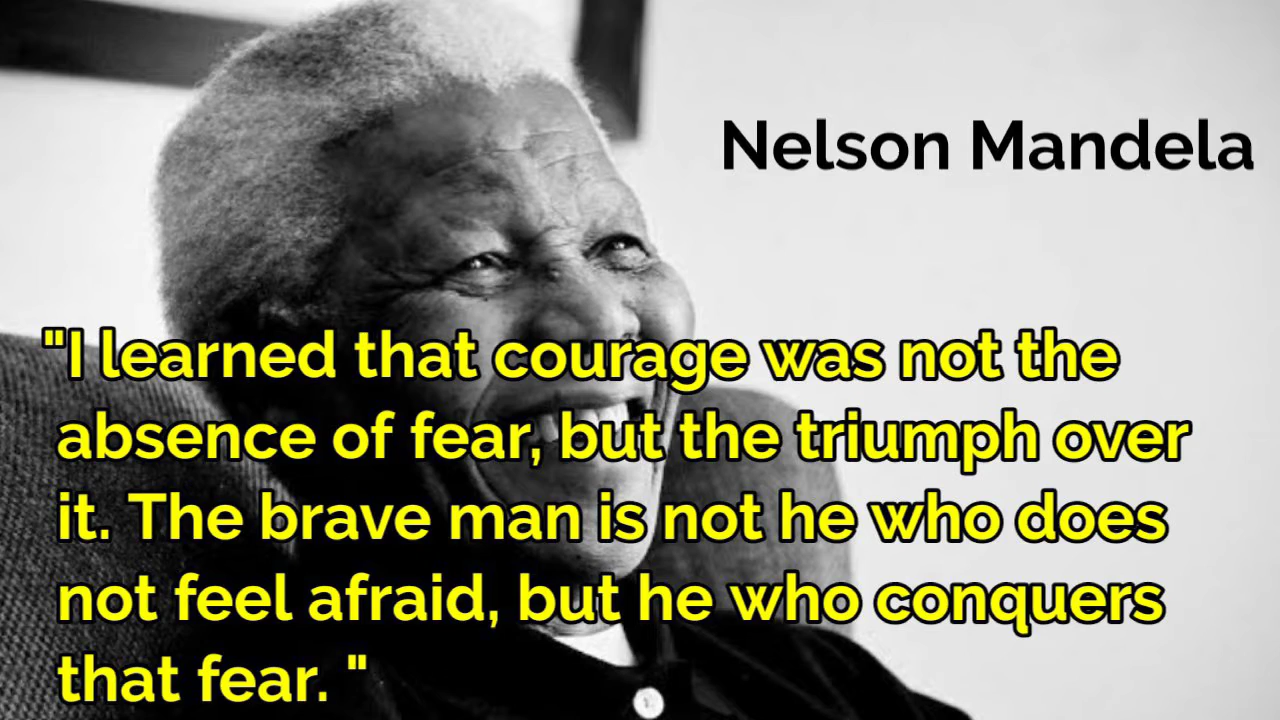 Nelson Mandela
"I learned that courage was not the
absence of fear, but the triumph over
it. The brave man is not he who does
not feel afraid, but he who conquers
that fear. "